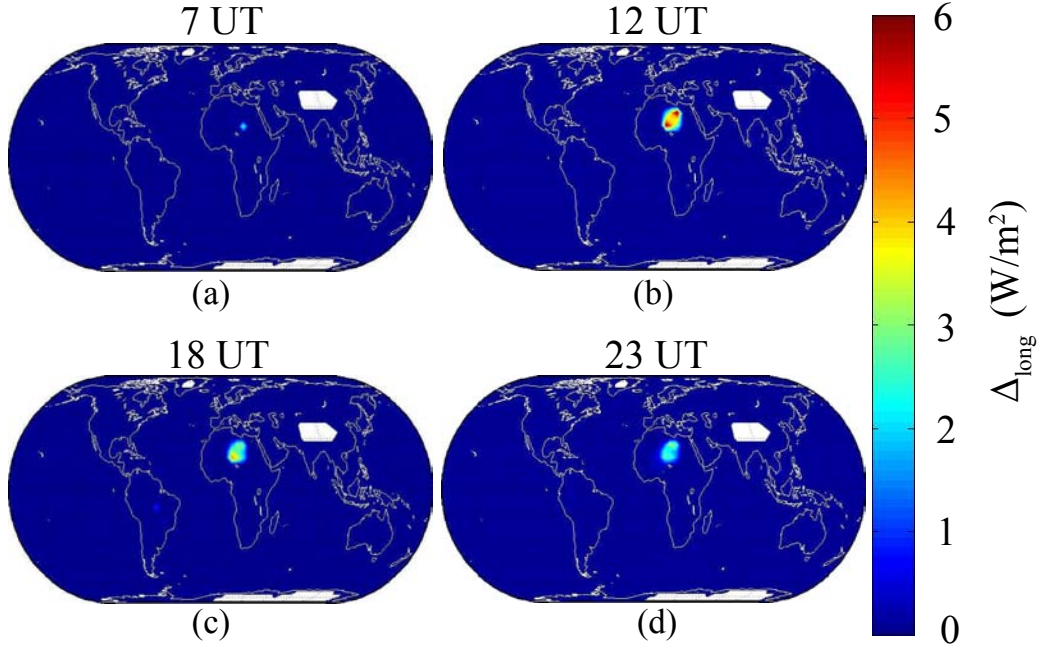 7 UT
12 UT
(a)
(b)
18 UT
23 UT
(c)
(d)
6
5
4
3
2
1
0
Δlong (W/m²)